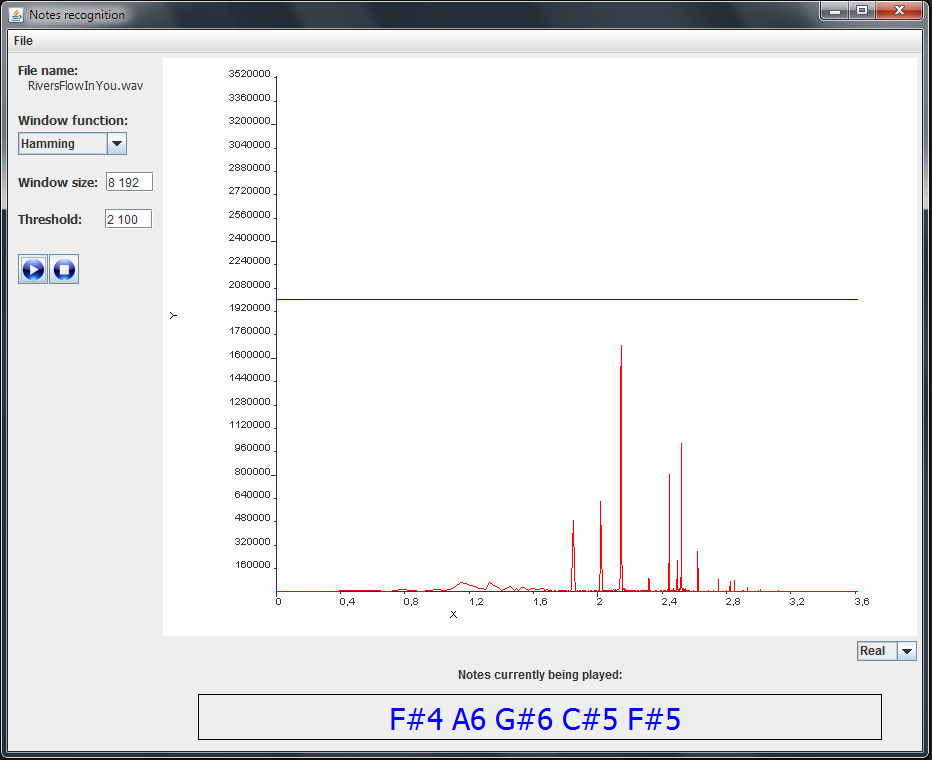 Notes recognition
File
File name:
RiversFlowInYou.wav
Window function:
Hamming
Window size: 8 192
Threshold: 2 100
3520000
3360000
3200000
3040000
2880000
2720000
2560000
2400000
2240000
2080000
1920000
1760000
1600000
1440000
1280000
1120000
960000
800000
640000
480000
320000
160000
Y
0 0,4 0,8 1,2 1,6 2 2,4 2,8 3,2 3,6
X
Real
Notes currently being played:
F#4 A6 G#6 C#5 F#5